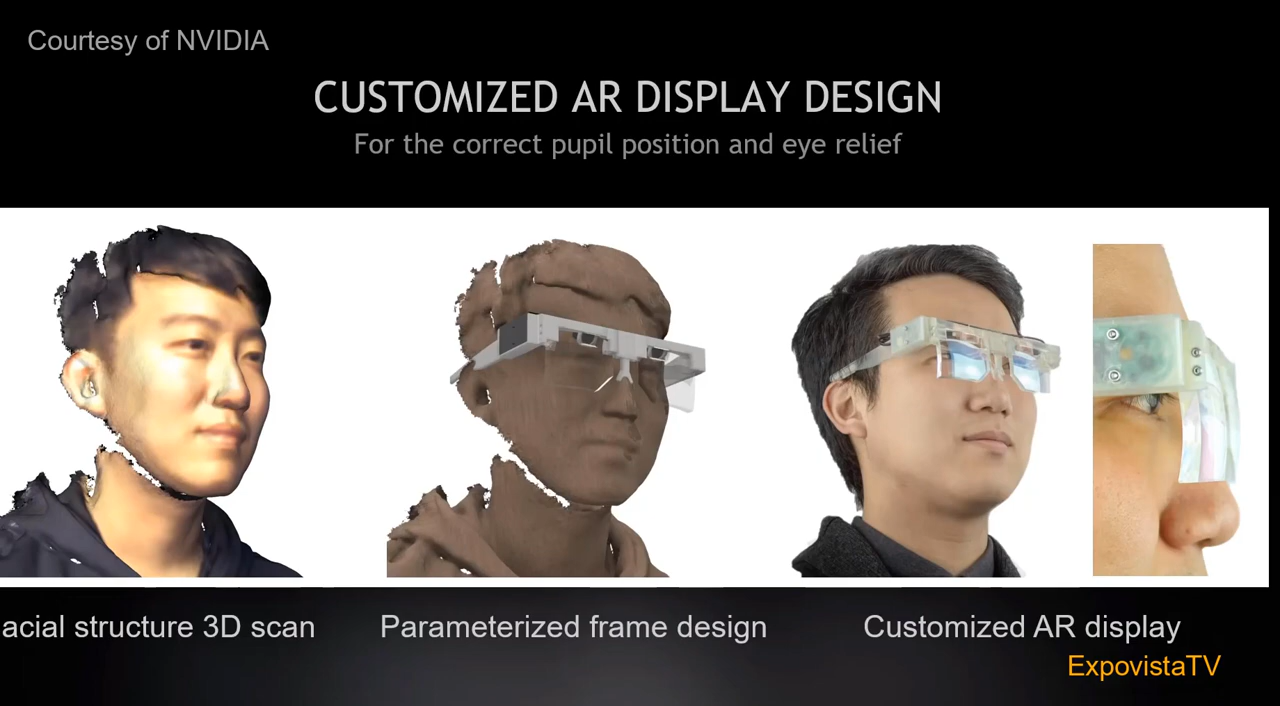 Courtesy of NVIDIA
CUSTOMIZED AR DISPLAY DESIGN
For the correct pupil position and eye relief
acial structure 3D scan
Parameterized frame design
Customized AR display
ExpovistaTV